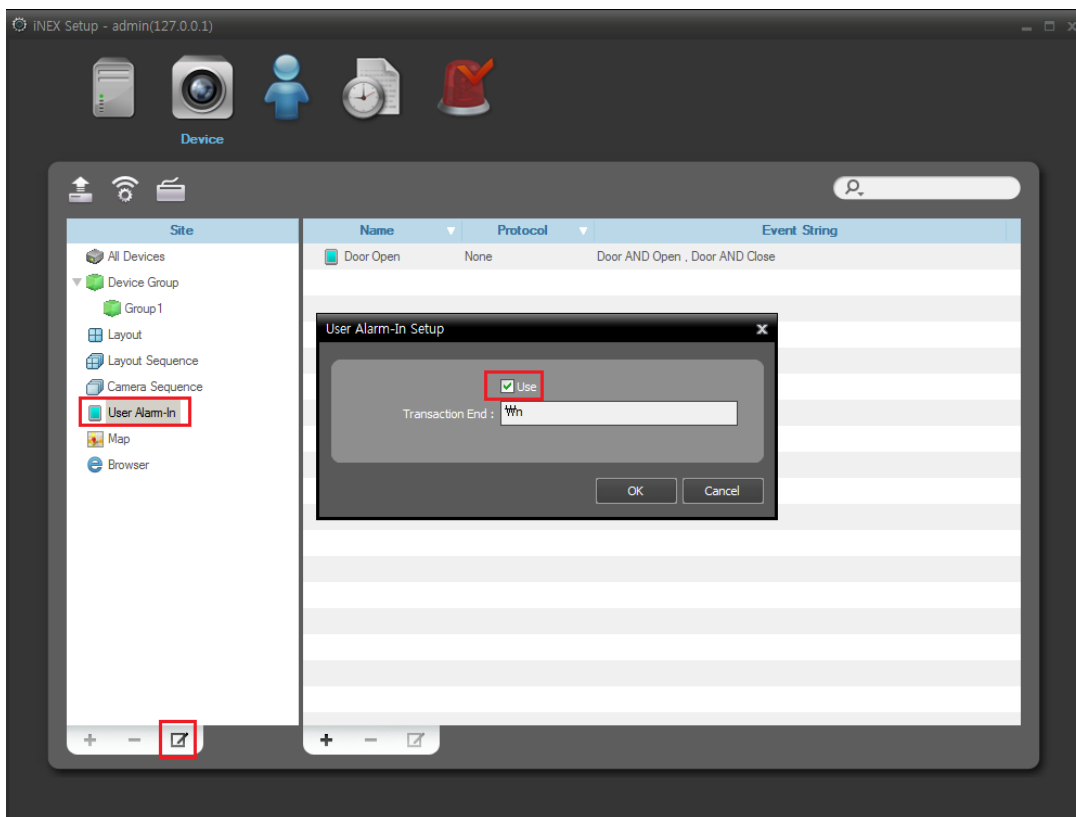 iNEX Setup - admin(127.0.0.1)
Device
Site
Name Protocol Event String
All Devices
Door Open None Door AND Open , Door AND Close
Device Group
Group1
Layout
Layout Sequence
Camera Sequence
User Alarm-In
Map
Browser
User Alarm-In Setup
Use
Transaction End : ₩n
OK Cancel